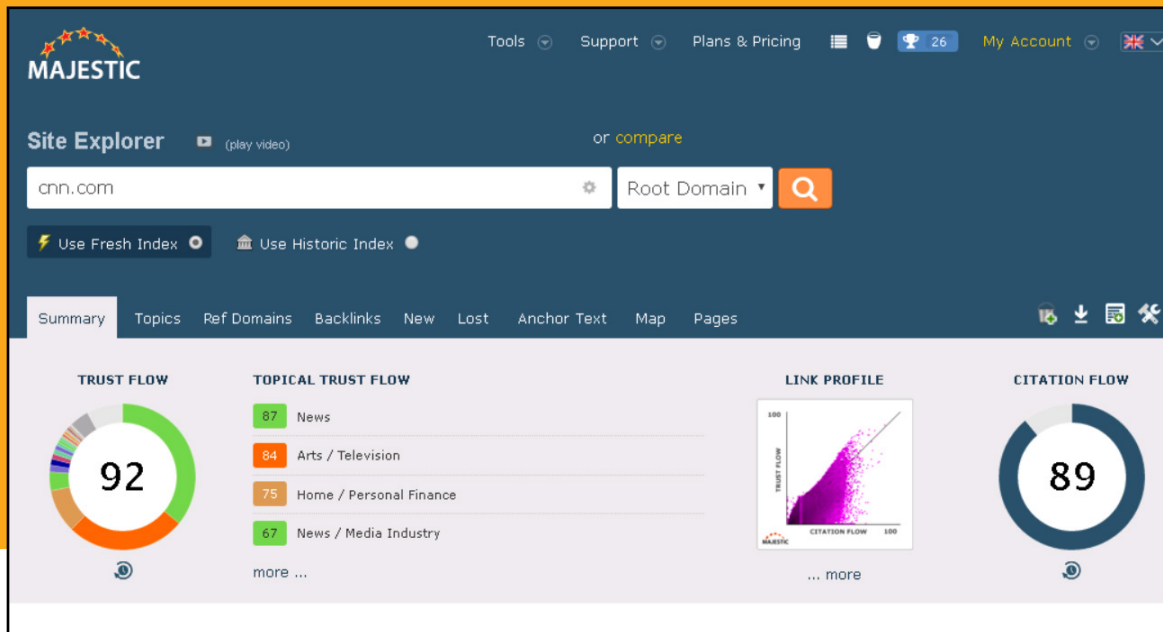 MAJESTIC
Tools Support Plans & Pricing 26 My Account
Site Explorer (play video) or compare
cnn.com Root Domain
Use Fresh Index Use Historic Index
Summary Topics Ref Domains Backlinks New Lost Anchor Text Map Pages
TRUST FLOW
92
TOPICAL TRUST FLOW
87 News
84 Arts / Television
75 Home / Personal Finance
67 News / Media Industry
more ...
LINK PROFILE
100
TRUST FLOW
CITATION FLOW 100
MAJESTIC
... more
CITATION FLOW
89